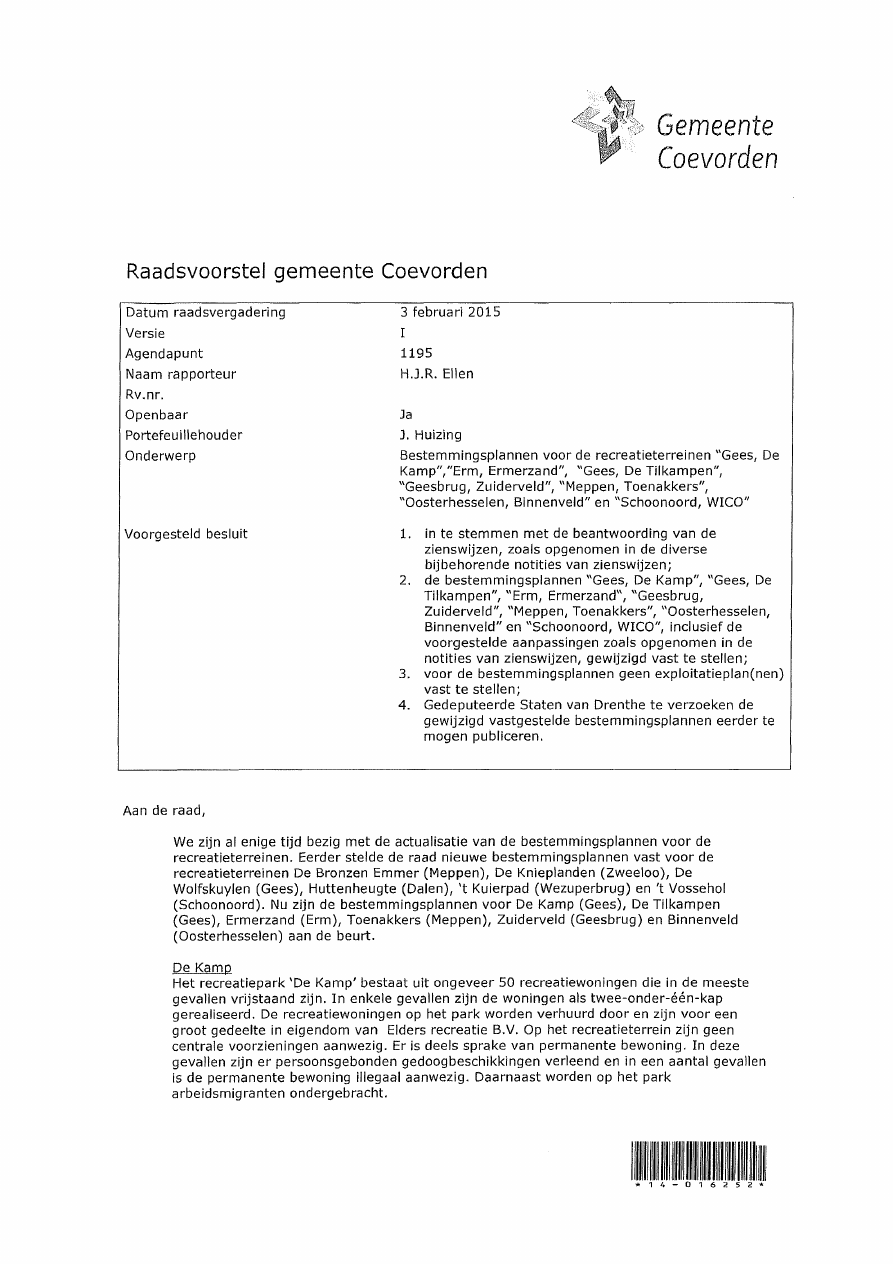 Gemeente
Coevorden
Raadsvoorstel gemeente Coevorden
Datum raadsvergadering 3 februari 2015
Versie I
Agendapunt 1195
Naam rapporteur H.J.R. Ellen
Rv.nr.
Openbaar Ja
Portefeuillehouder J. Huizing
Onderwerp Bestemmingsplannen voor de recreatieterreinen "Gees, De
Kamp","Erm, Ermerzand", "Gees, De Tilkampen",
"Geesbrug, Zuiderveld", "Meppen, Toenakkers",
"Oosterhesselen, Binnenveld" en "Schoonoord, WICO"
Voorgesteld besluit 1. in te stemmen met de beantwoording van de
zienswijzen, zoals opgenomen in de diverse
bijbehorende notities van zienswijzen;
2. de bestemmingsplannen "Gees, De Kamp", "Gees, De
Tilkampen", "Erm, Ermerzand", "Geesbrug,
Zuiderveld", "Meppen, Toenakkers", "Oosterhesselen,
Binnenveld" en "Schoonoord, WICO", inclusief de
voorgestelde aanpassingen zoals opgenomen in de
notities van zienswijzen, gewijzigd vast te stellen;
3. voor de bestemmingsplannen geen exploitatieplan(nen)
vast te stellen;
4. Gedeputeerde Staten van Drenthe te verzoeken de
gewijzigd vastgestelde bestemmingsplannen eerder te
mogen publiceren.
Aan de raad,
We zijn al enige tijd bezig met de actualisatie van de bestemmingsplannen voor de
recreatieterreinen. Eerder stelde de raad nieuwe bestemmingsplannen vast voor de
recreatieterreinen De Bronzen Emmer (Meppen), De Knieplanden (Zweeloo), De
Wolfskuylen (Gees), Huttenheugte (Dalen), 't Kuierpad (Wezuperbrug) en 't Vossehol
(Schoonoord). Nu zijn de bestemmingsplannen voor De Kamp (Gees), De Tilkampen
(Gees), Ermerzand (Erm), Toenakkers (Meppen), Zuiderveld (Geesbrug) en Binnenveld
(Oosterhesselen) aan de beurt.
De Kamp
Het recreatiepark 'De Kamp' bestaat uit ongeveer 50 recreatiewoningen die in de meeste
gevallen vrijstaand zijn. In enkele gevallen zijn de woningen als twee-onder-één-kap
gerealiseerd. De recreatiewoningen op het park worden verhuurd door en zijn voor een
groot gedeelte in eigendom van Elders recreatie B.V. Op het recreatieterrein zijn geen
centrale voorzieningen aanwezig. Er is deels sprake van permanente bewoning. In deze
gevallen zijn er persoonsgebonden gedoogbeschikkingen verleend en in een aantal gevallen
is de permanente bewoning illegaal aanwezig. Daarnaast worden op het park
arbeidsmigranten ondergebracht.
*14-016252*